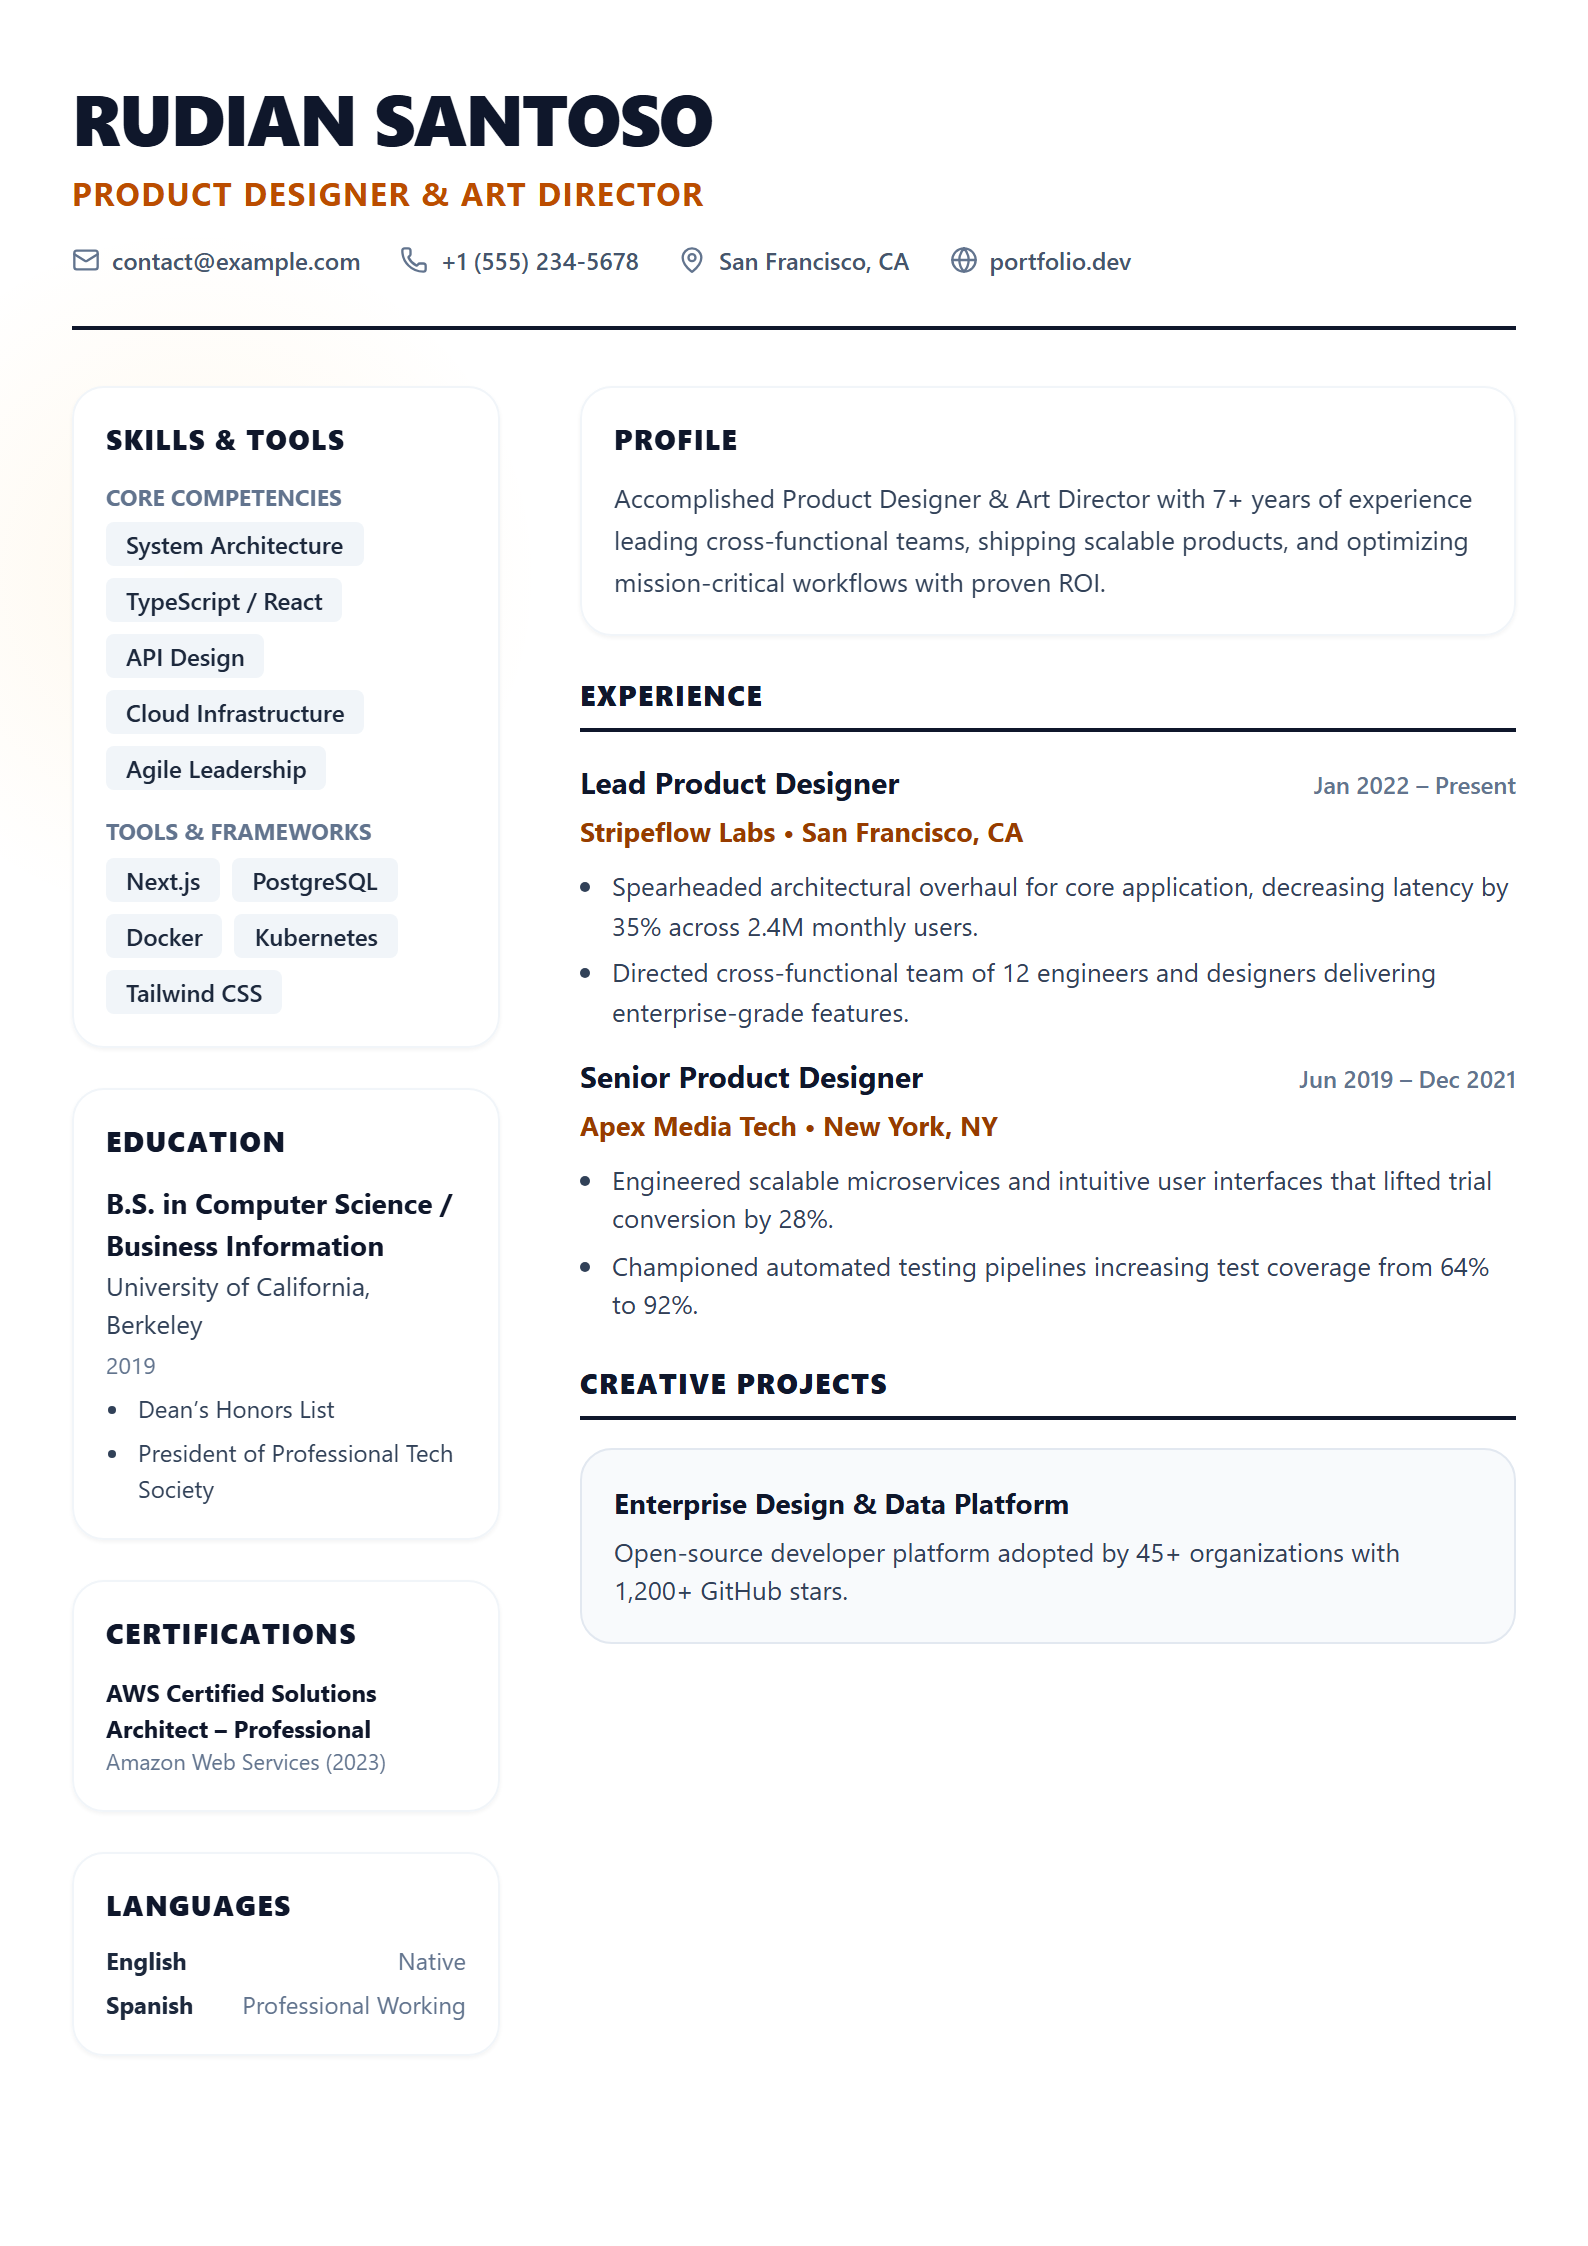 RUDIAN SANTOSO
PRODUCT DESIGNER & ART DIRECTOR
contact@example.com
+1 (555) 234-5678
San Francisco, CA
portfolio.dev
SKILLS & TOOLS
CORE COMPETENCIES
System Architecture
TypeScript / React
API Design
Cloud Infrastructure
Agile Leadership
TOOLS & FRAMEWORKS
Next.js PostgreSQL
Docker Kubernetes
Tailwind CSS
EDUCATION
B.S. in Computer Science /
Business Information
University of California,
Berkeley
2019
• Dean’s Honors List
• President of Professional Tech
Society
CERTIFICATIONS
AWS Certified Solutions
Architect – Professional
Amazon Web Services (2023)
LANGUAGES
English Native
Spanish Professional Working
PROFILE
Accomplished Product Designer & Art Director with 7+ years of experience
leading cross-functional teams, shipping scalable products, and optimizing
mission-critical workflows with proven ROI.
EXPERIENCE
Lead Product Designer Jan 2022 – Present
Stripeflow Labs • San Francisco, CA
• Spearheaded architectural overhaul for core application, decreasing latency by
35% across 2.4M monthly users.
• Directed cross-functional team of 12 engineers and designers delivering
enterprise-grade features.
Senior Product Designer Jun 2019 – Dec 2021
Apex Media Tech • New York, NY
• Engineered scalable microservices and intuitive user interfaces that lifted trial
conversion by 28%.
• Championed automated testing pipelines increasing test coverage from 64%
to 92%.
CREATIVE PROJECTS
Enterprise Design & Data Platform
Open-source developer platform adopted by 45+ organizations with
1,200+ GitHub stars.